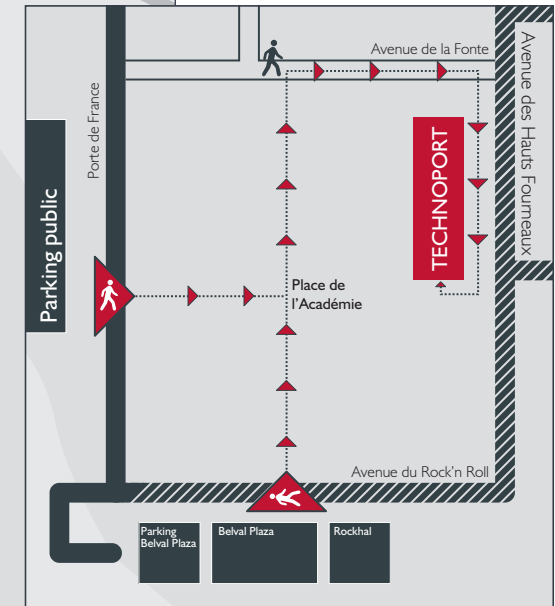 Avenue de la Fonte
Avenue des Hauts Fourneaux
Porte de France
Parking public
TECHNOPORT
Place de
l'Académie
Avenue du Rock'n Roll
Parking
Belval Plaza
Belval Plaza
Rockhal